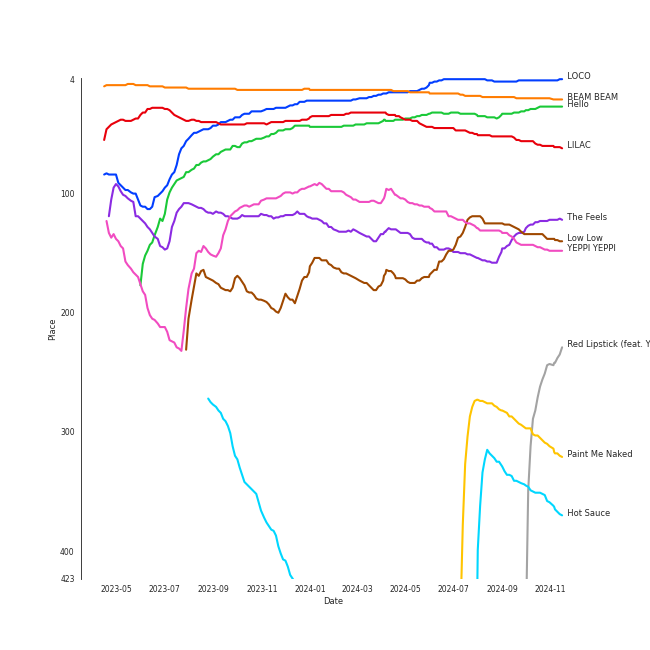 4
100
200
300
400
423
Place
2023-05 2023-07 2023-09 2023-11 2024-01 2024-03 2024-05 2024-07 2024-09 2024-11
Date
LOCO
BEAM BEAM
Hello
LILAC
The Feels
Low Low
YEPPI YEPPI
Red Lipstick (feat. Y
Paint Me Naked
Hot Sauce